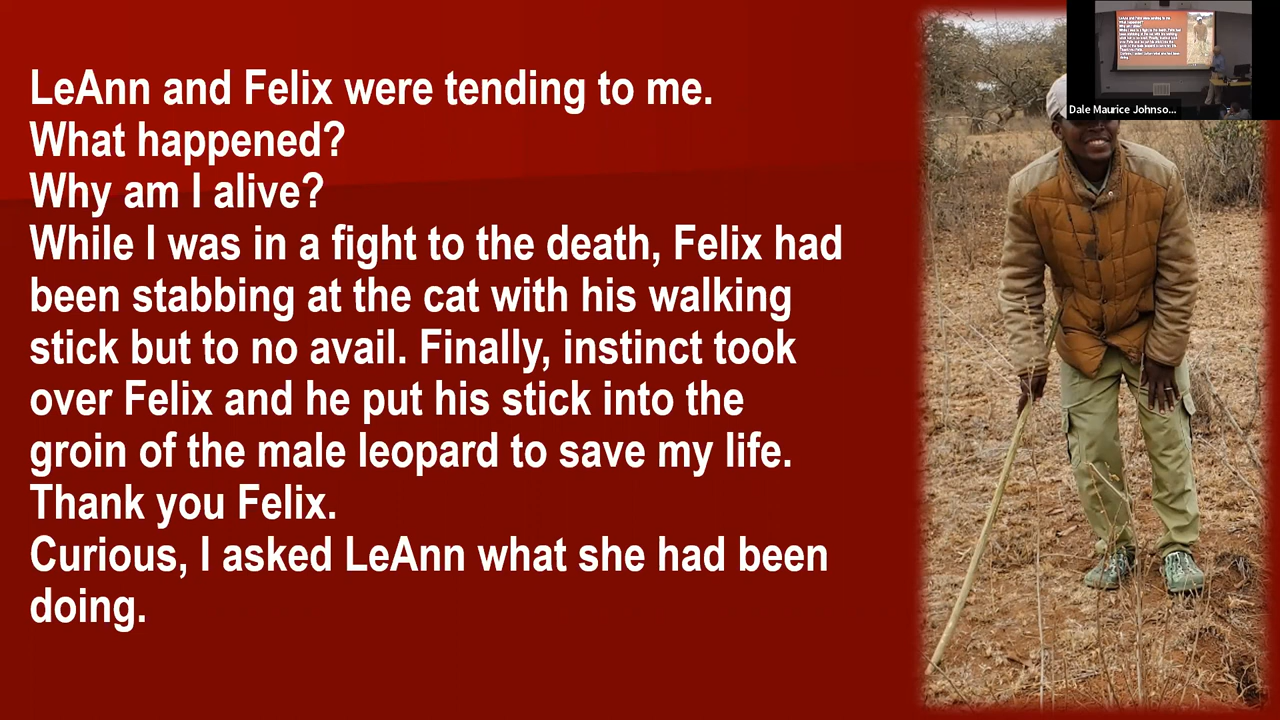 LeAnn and Felix were tending to me.
What happened?
Why am I alive?
While I was in a fight to the death, Felix had
been stabbing at the cat with his walking
stick but to no avail. Finally, instinct took
over Felix and he put his stick into the
groin of the male leopard to save my life.
Thank you Felix.
Curious, I asked LeAnn what she had been
doing.
Dale Maurice Johnso...